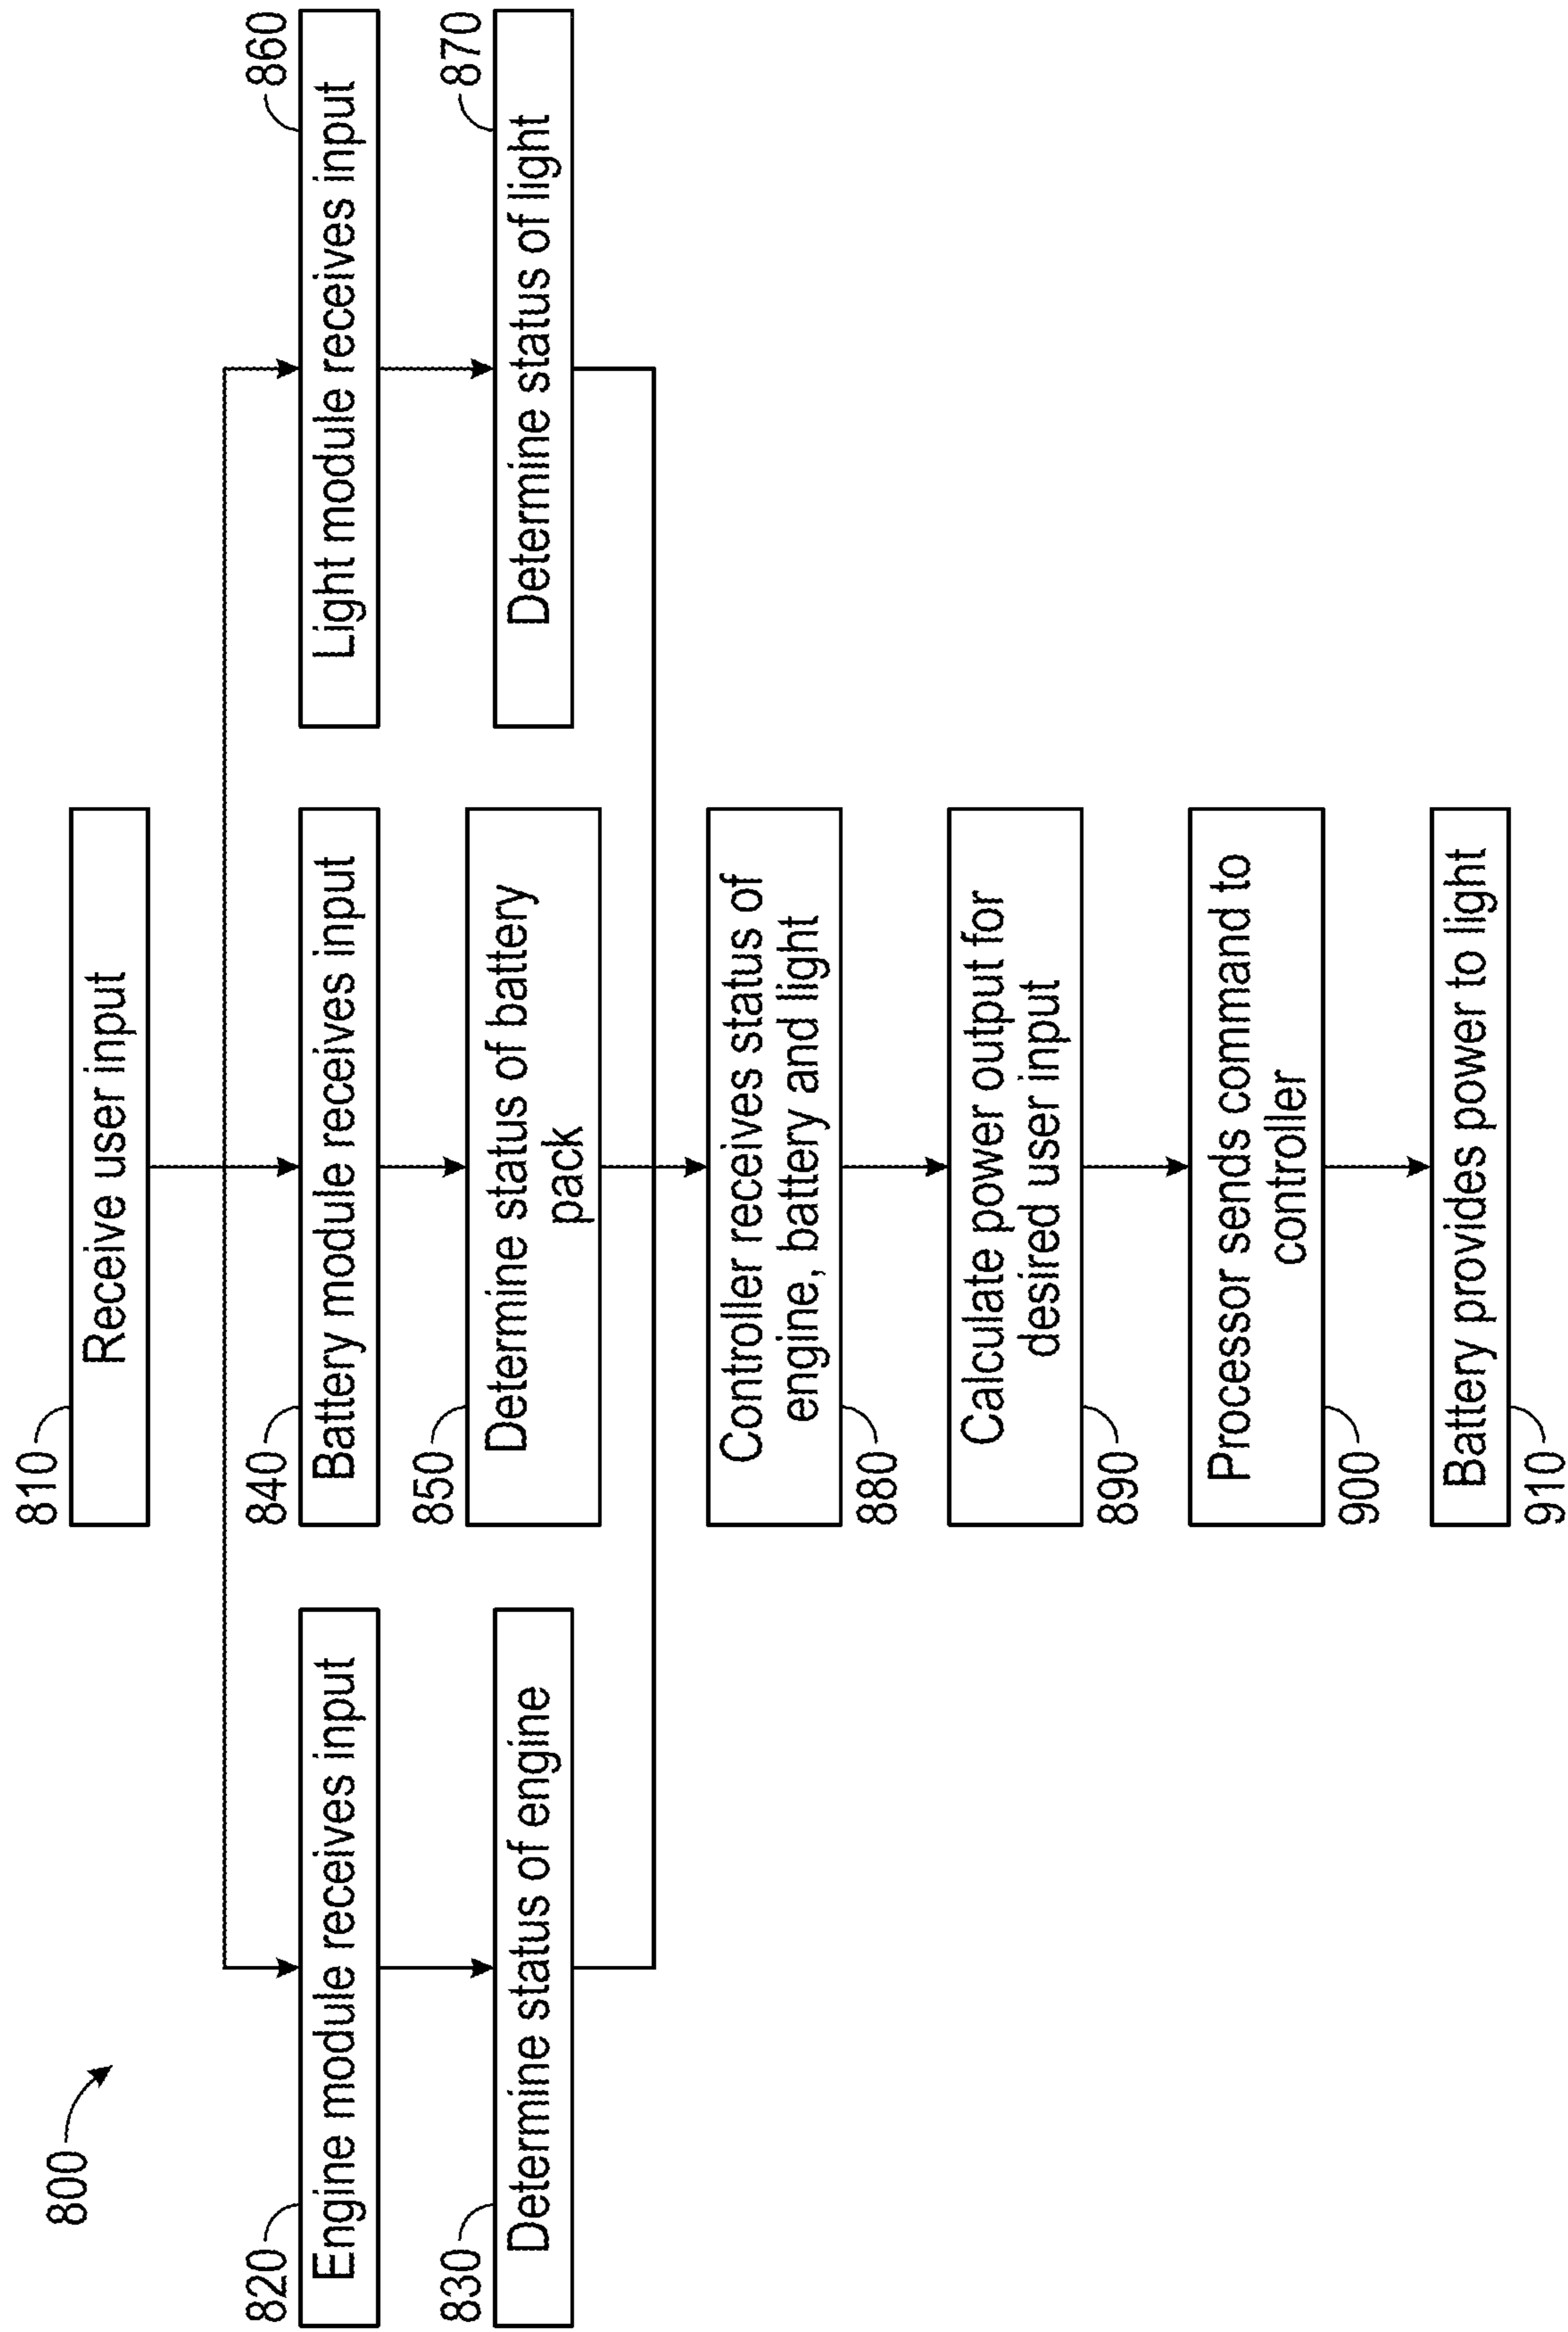 800
810
Receive user input
820
Engine module receives input
840
Battery module receives input
860
Light module receives input
830
Determine status of engine
850
Determine status of battery
pack
870
Determine status of light
Controller receives status of
engine, battery and light
880
Calculate power output for
desired user input
890
Processor sends command to
controller
900
Battery provides power to light
910